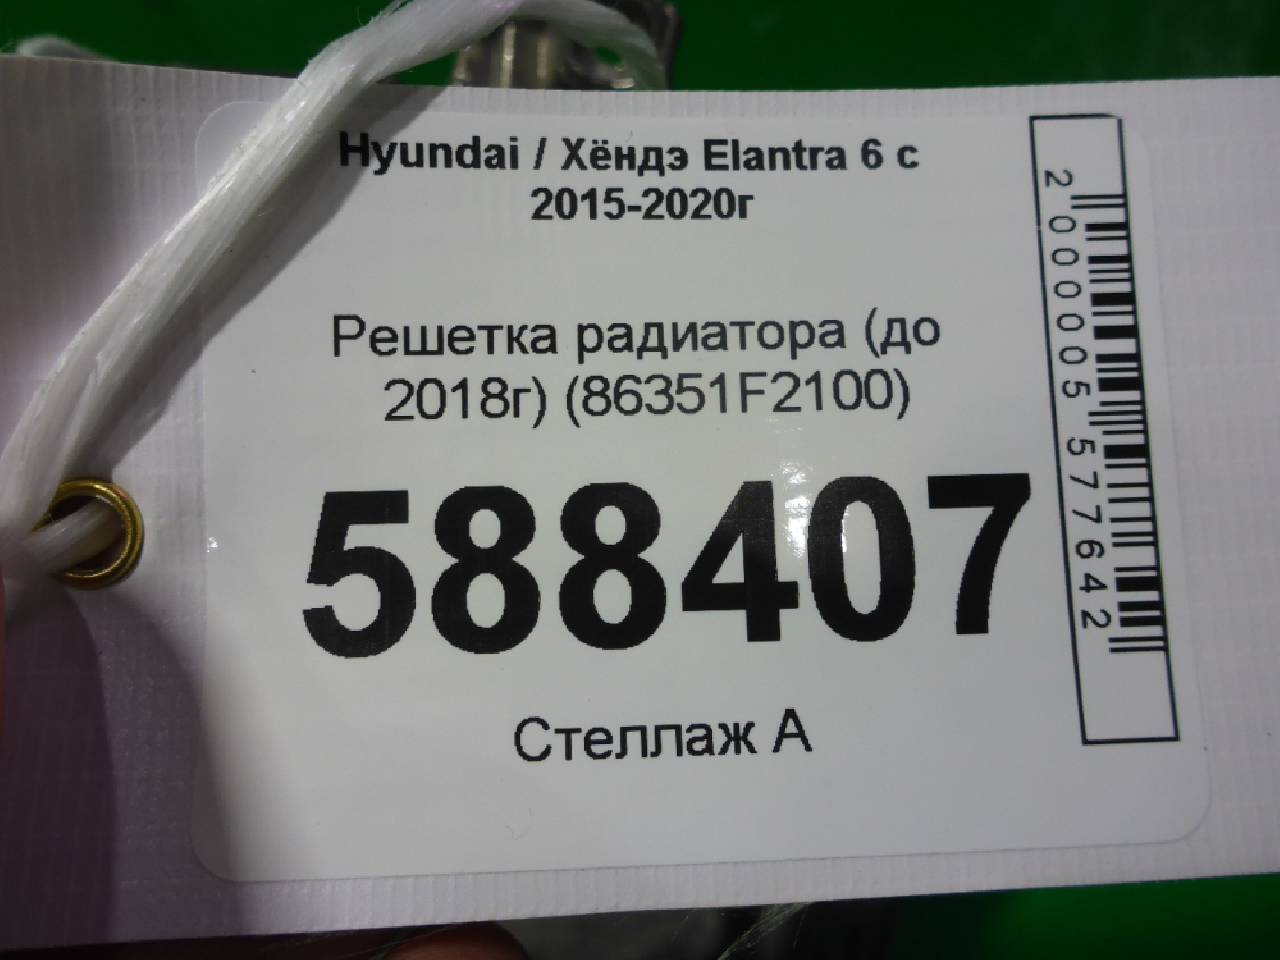 Hyundai / Хёндэ Elantra 6 с
2015-2020г
Решетка радиатора (до
2018г) (86351F2100)
588407
Стеллаж А
2000005577642